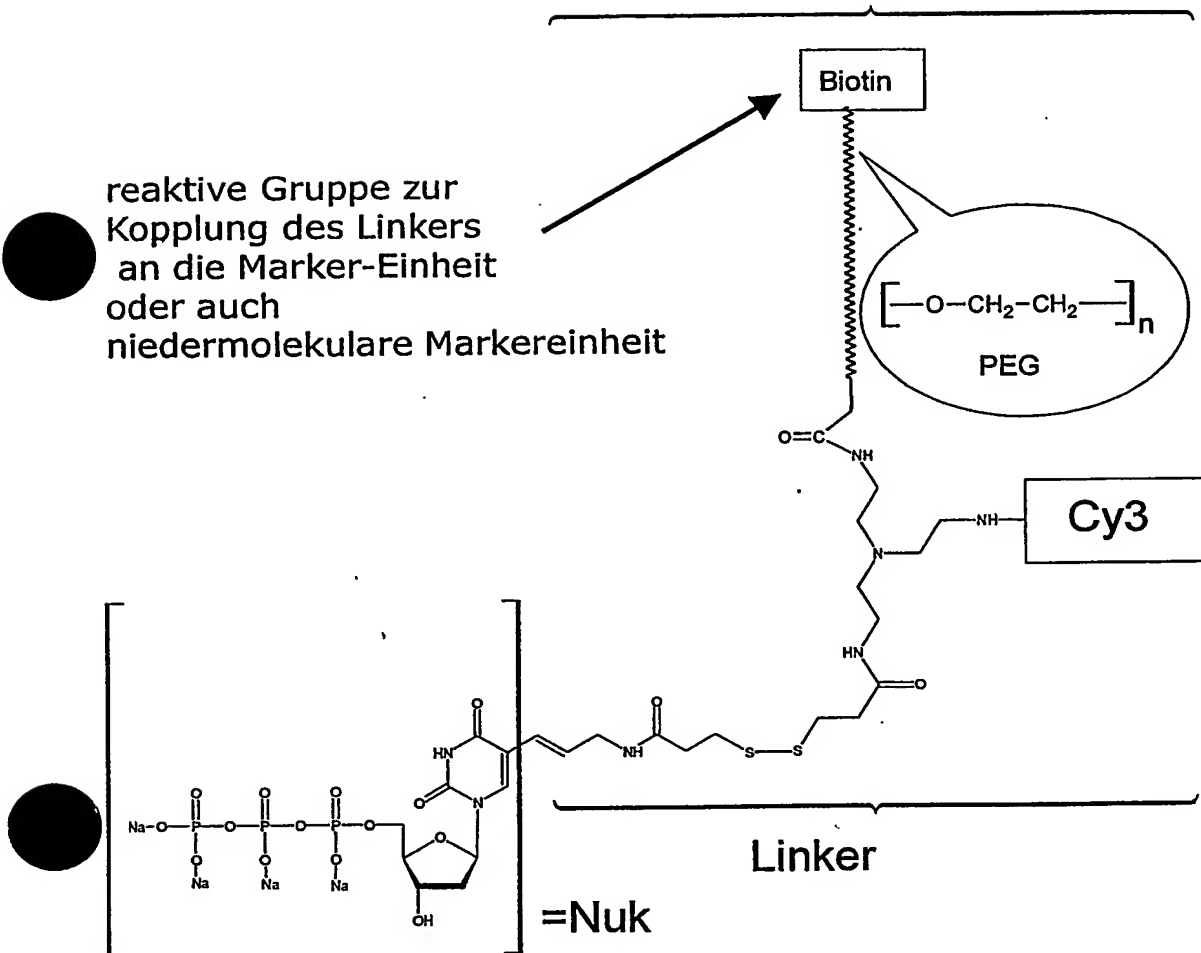 Biotin
reaktive Gruppe zur
Kopplung des Linkers
an die Marker-Einheit
oder auch
niedermolekulare Markereinheit
[—O—CH₂–CH₂—]n
PEG
O=C
NH
NH
Cy3
N
HN
O
O
O
HN
NH
S—S
O
N
O O O
Na—O—P—O—P—O—P—O
O
O O O
Na Na Na
OH
Linker
=Nuk